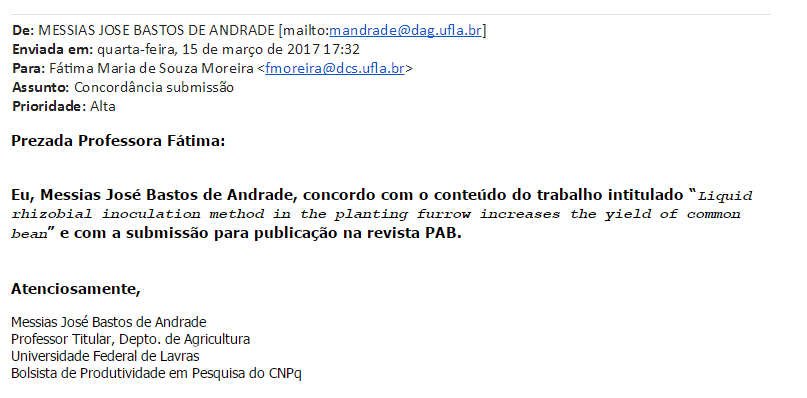 De: MESSIAS JOSE BASTOS DE ANDRADE [mailto:mandrade@dag.ufla.br]
Enviada em: quarta-feira, 15 de março de 2017 17:32
Para: Fátima Maria de Souza Moreira <fmoreira@dcs.ufla.br>
Assunto: Concordância submissão
Prioridade: Alta
Prezada Professora Fátima:
Eu, Messias José Bastos de Andrade, concordo com o conteúdo do trabalho intitulado “Liquid
rhizobial inoculation method in the planting furrow increases the yield of common
bean” e com a submissão para publicação na revista PAB.
Atenciosamente,
Messias José Bastos de Andrade
Professor Titular, Depto. de Agricultura
Universidade Federal de Lavras
Bolsista de Produtividade em Pesquisa do CNPq